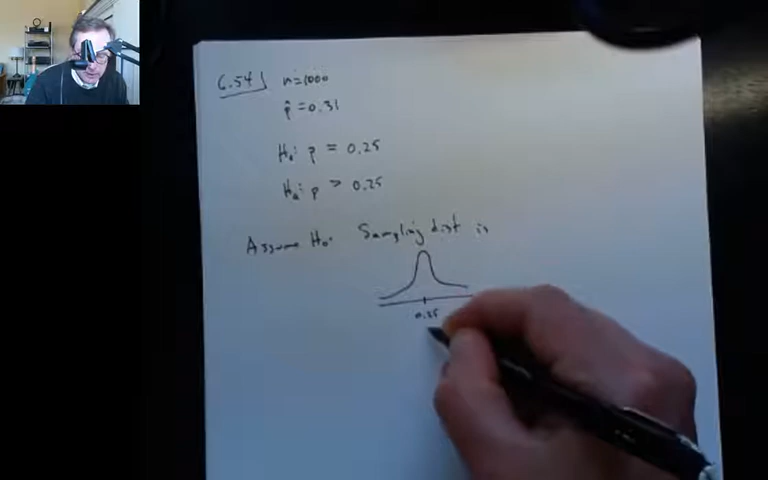 6.54) n=1000
p̂ = 0.31
H₀: p = 0.25
Hₐ: p > 0.25
Assume H₀. Sampling dist is
0.25